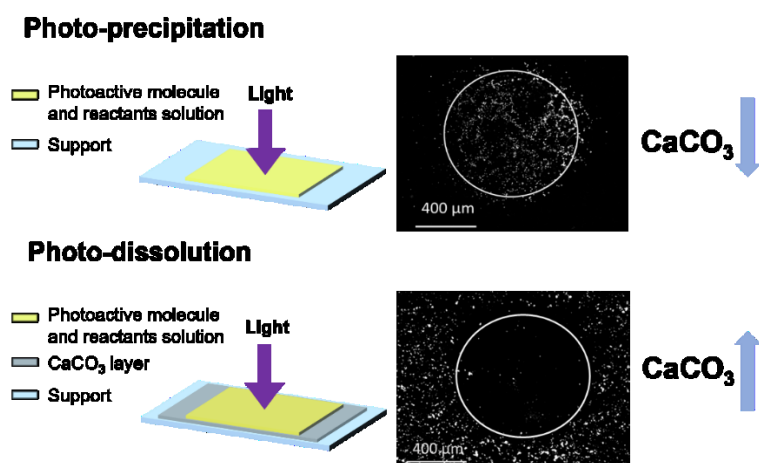 Photo-precipitation
Photoactive molecule
and reactants solution
Support
Light
400 µm
CaCO₃
Photo-dissolution
Photoactive molecule
and reactants solution
CaCO₃ layer
Support
Light
400 µm
CaCO₃